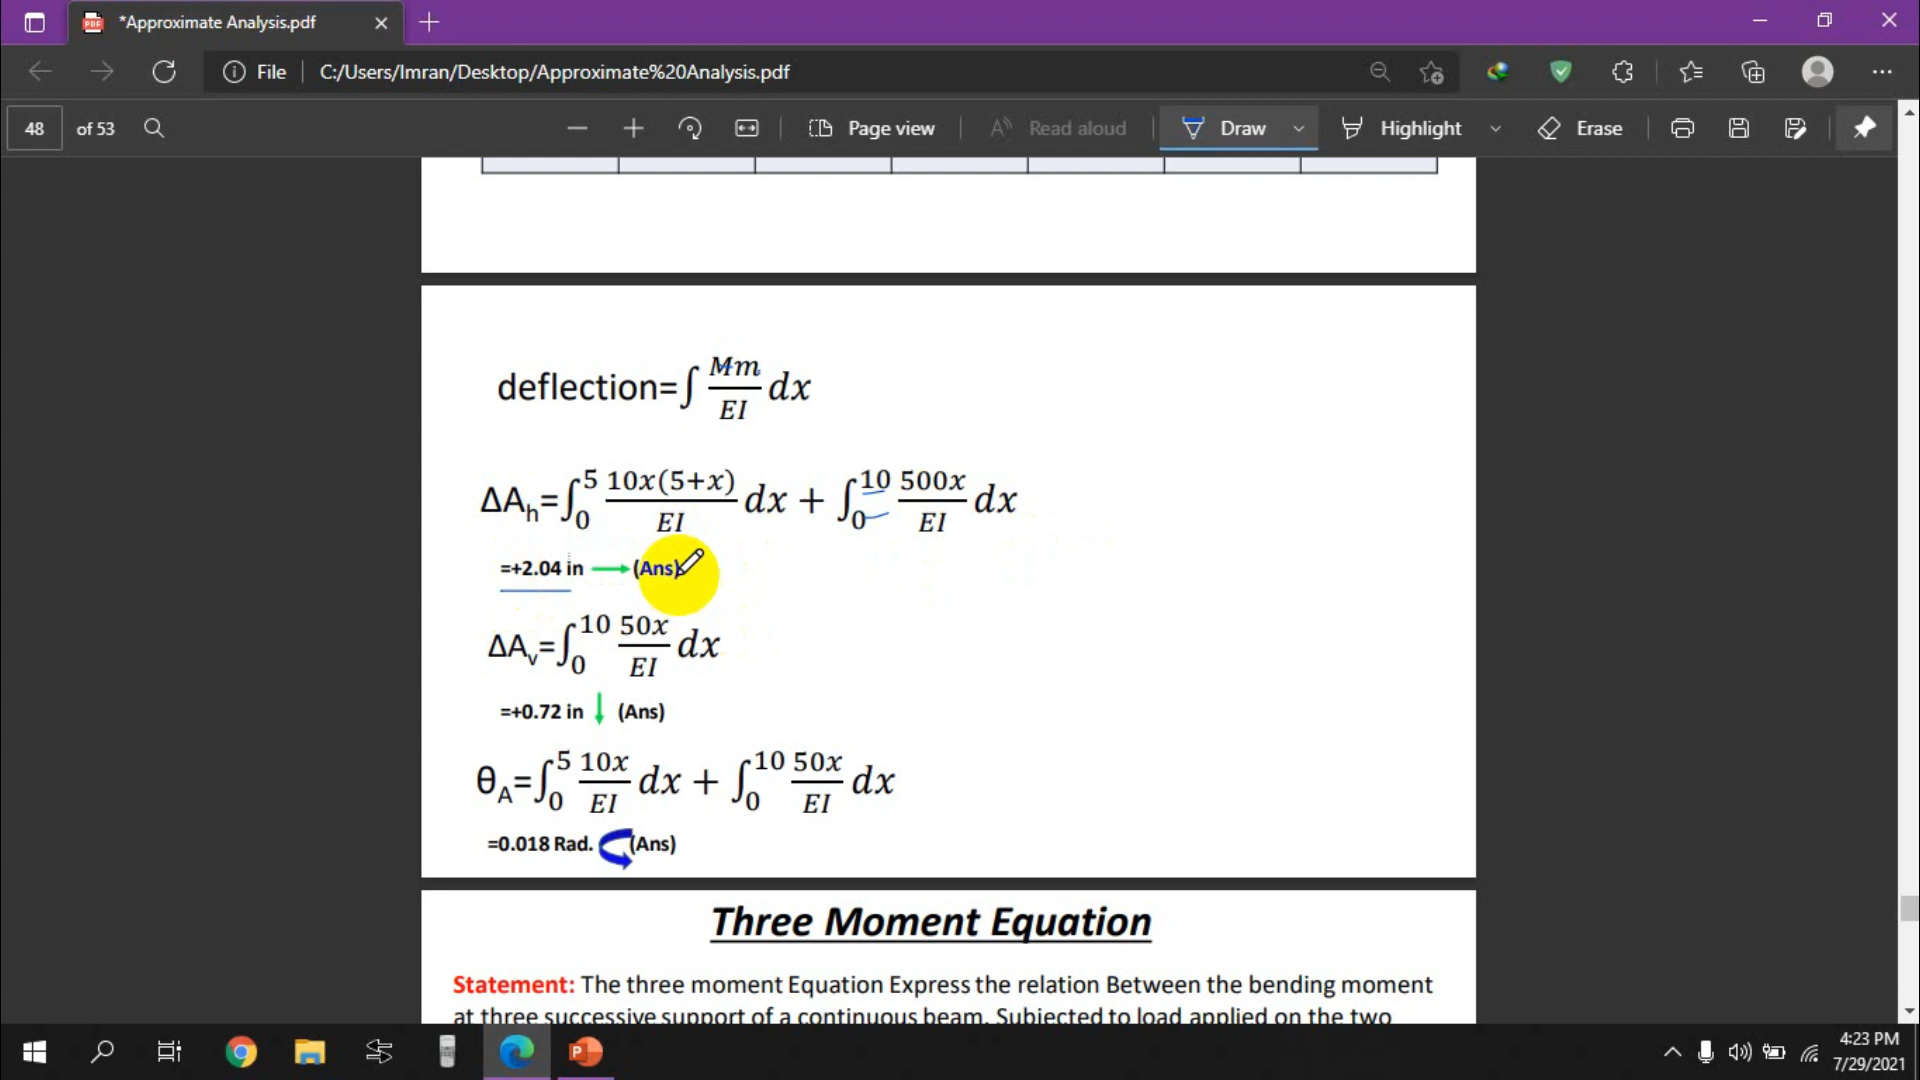 *Approximate Analysis.pdf
File C:/Users/Imran/Desktop/Approximate%20Analysis.pdf
48 of 53 Page view Read aloud Draw Highlight Erase
deflection=∫ Mm/EI dx
ΔA_h=∫_0^5 10x(5+x)/EI dx + ∫_0^10 500x/EI dx
=+2.04 in → (Ans)
ΔA_v=∫_0^10 50x/EI dx
=+0.72 in ↓ (Ans)
θ_A=∫_0^5 10x/EI dx + ∫_0^10 50x/EI dx
=0.018 Rad. (Ans)
Three Moment Equation
Statement: The three moment Equation Express the relation Between the bending moment
at three successive support of a continuous beam. Subjected to load applied on the two
4:23 PM
7/29/2021